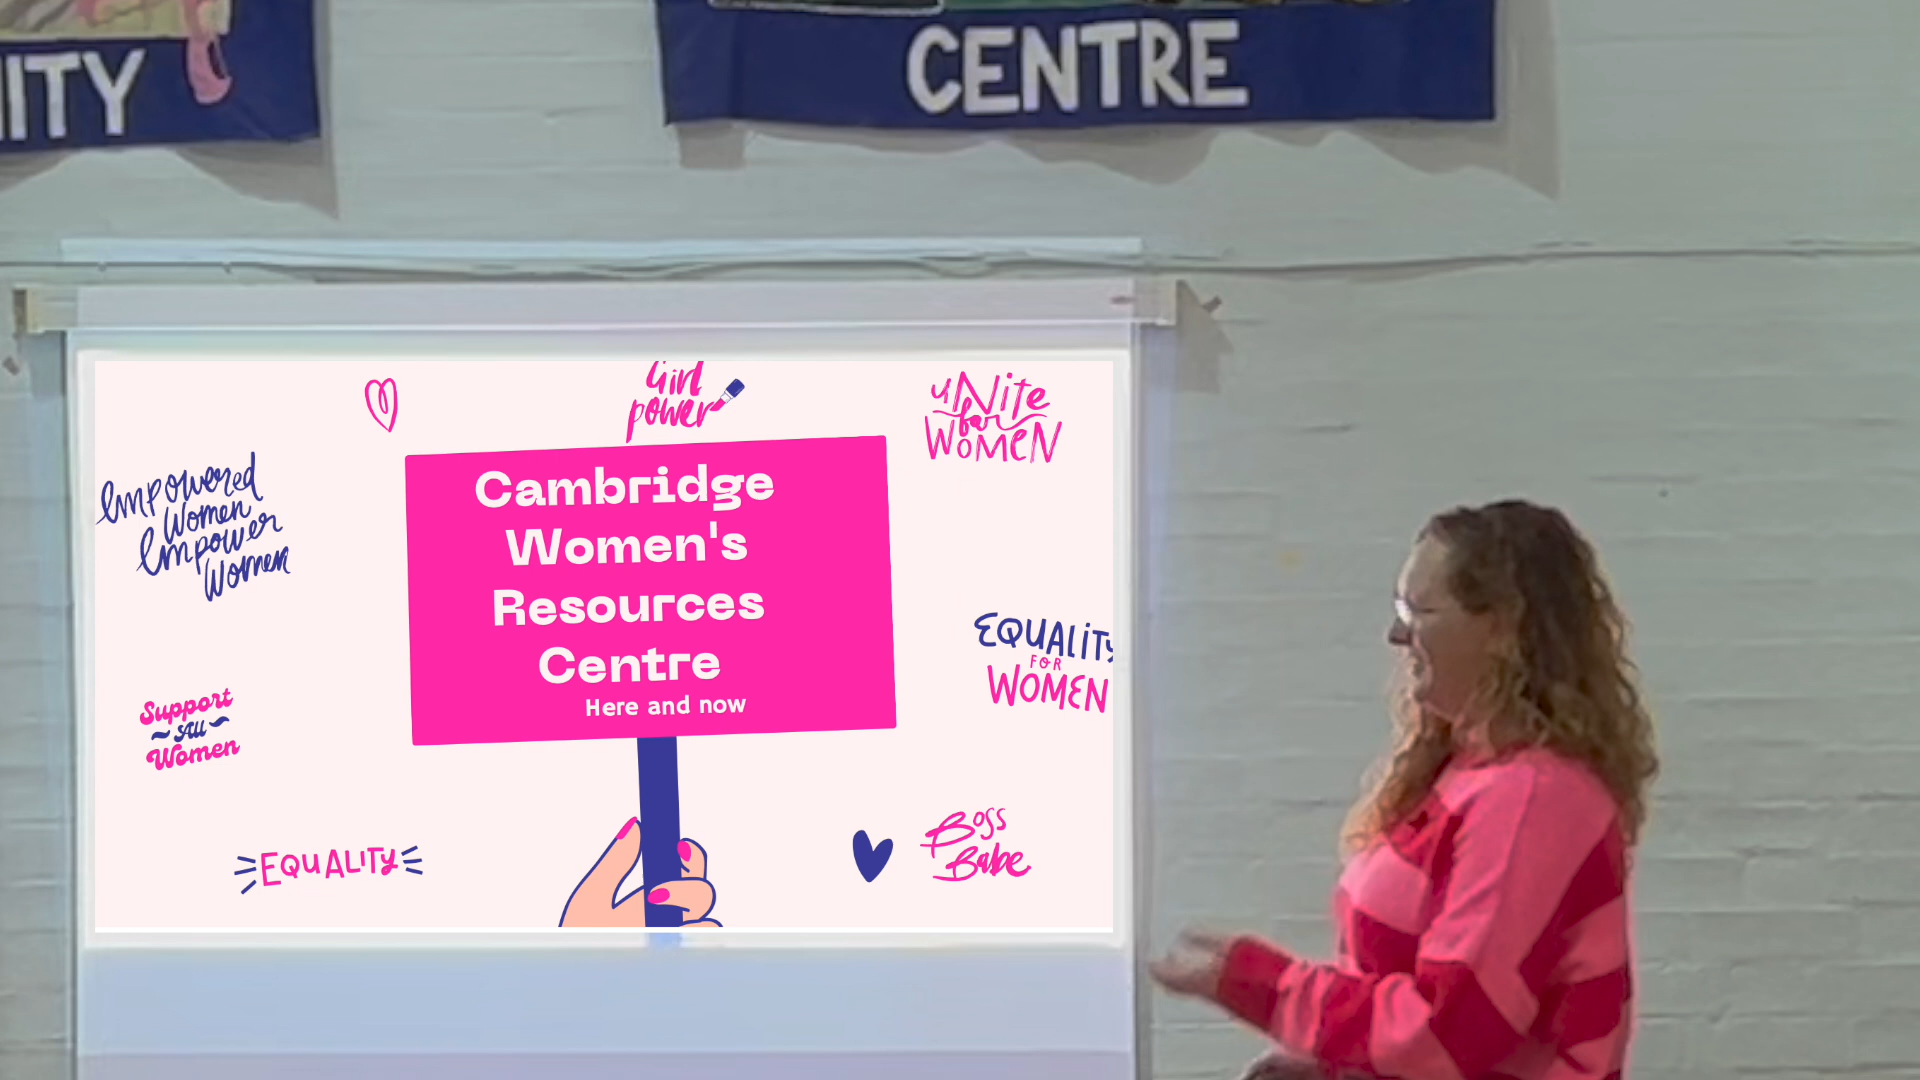 ITY
CENTRE
Girl
power
uNite
for
WOMEN
Empowered
Women
Empower
Women
Cambridge
Women's
Resources
Centre
Here and now
EQUALITY
FOR
WOMEN
Support
All
Women
EQUALITY
Boss
Babe